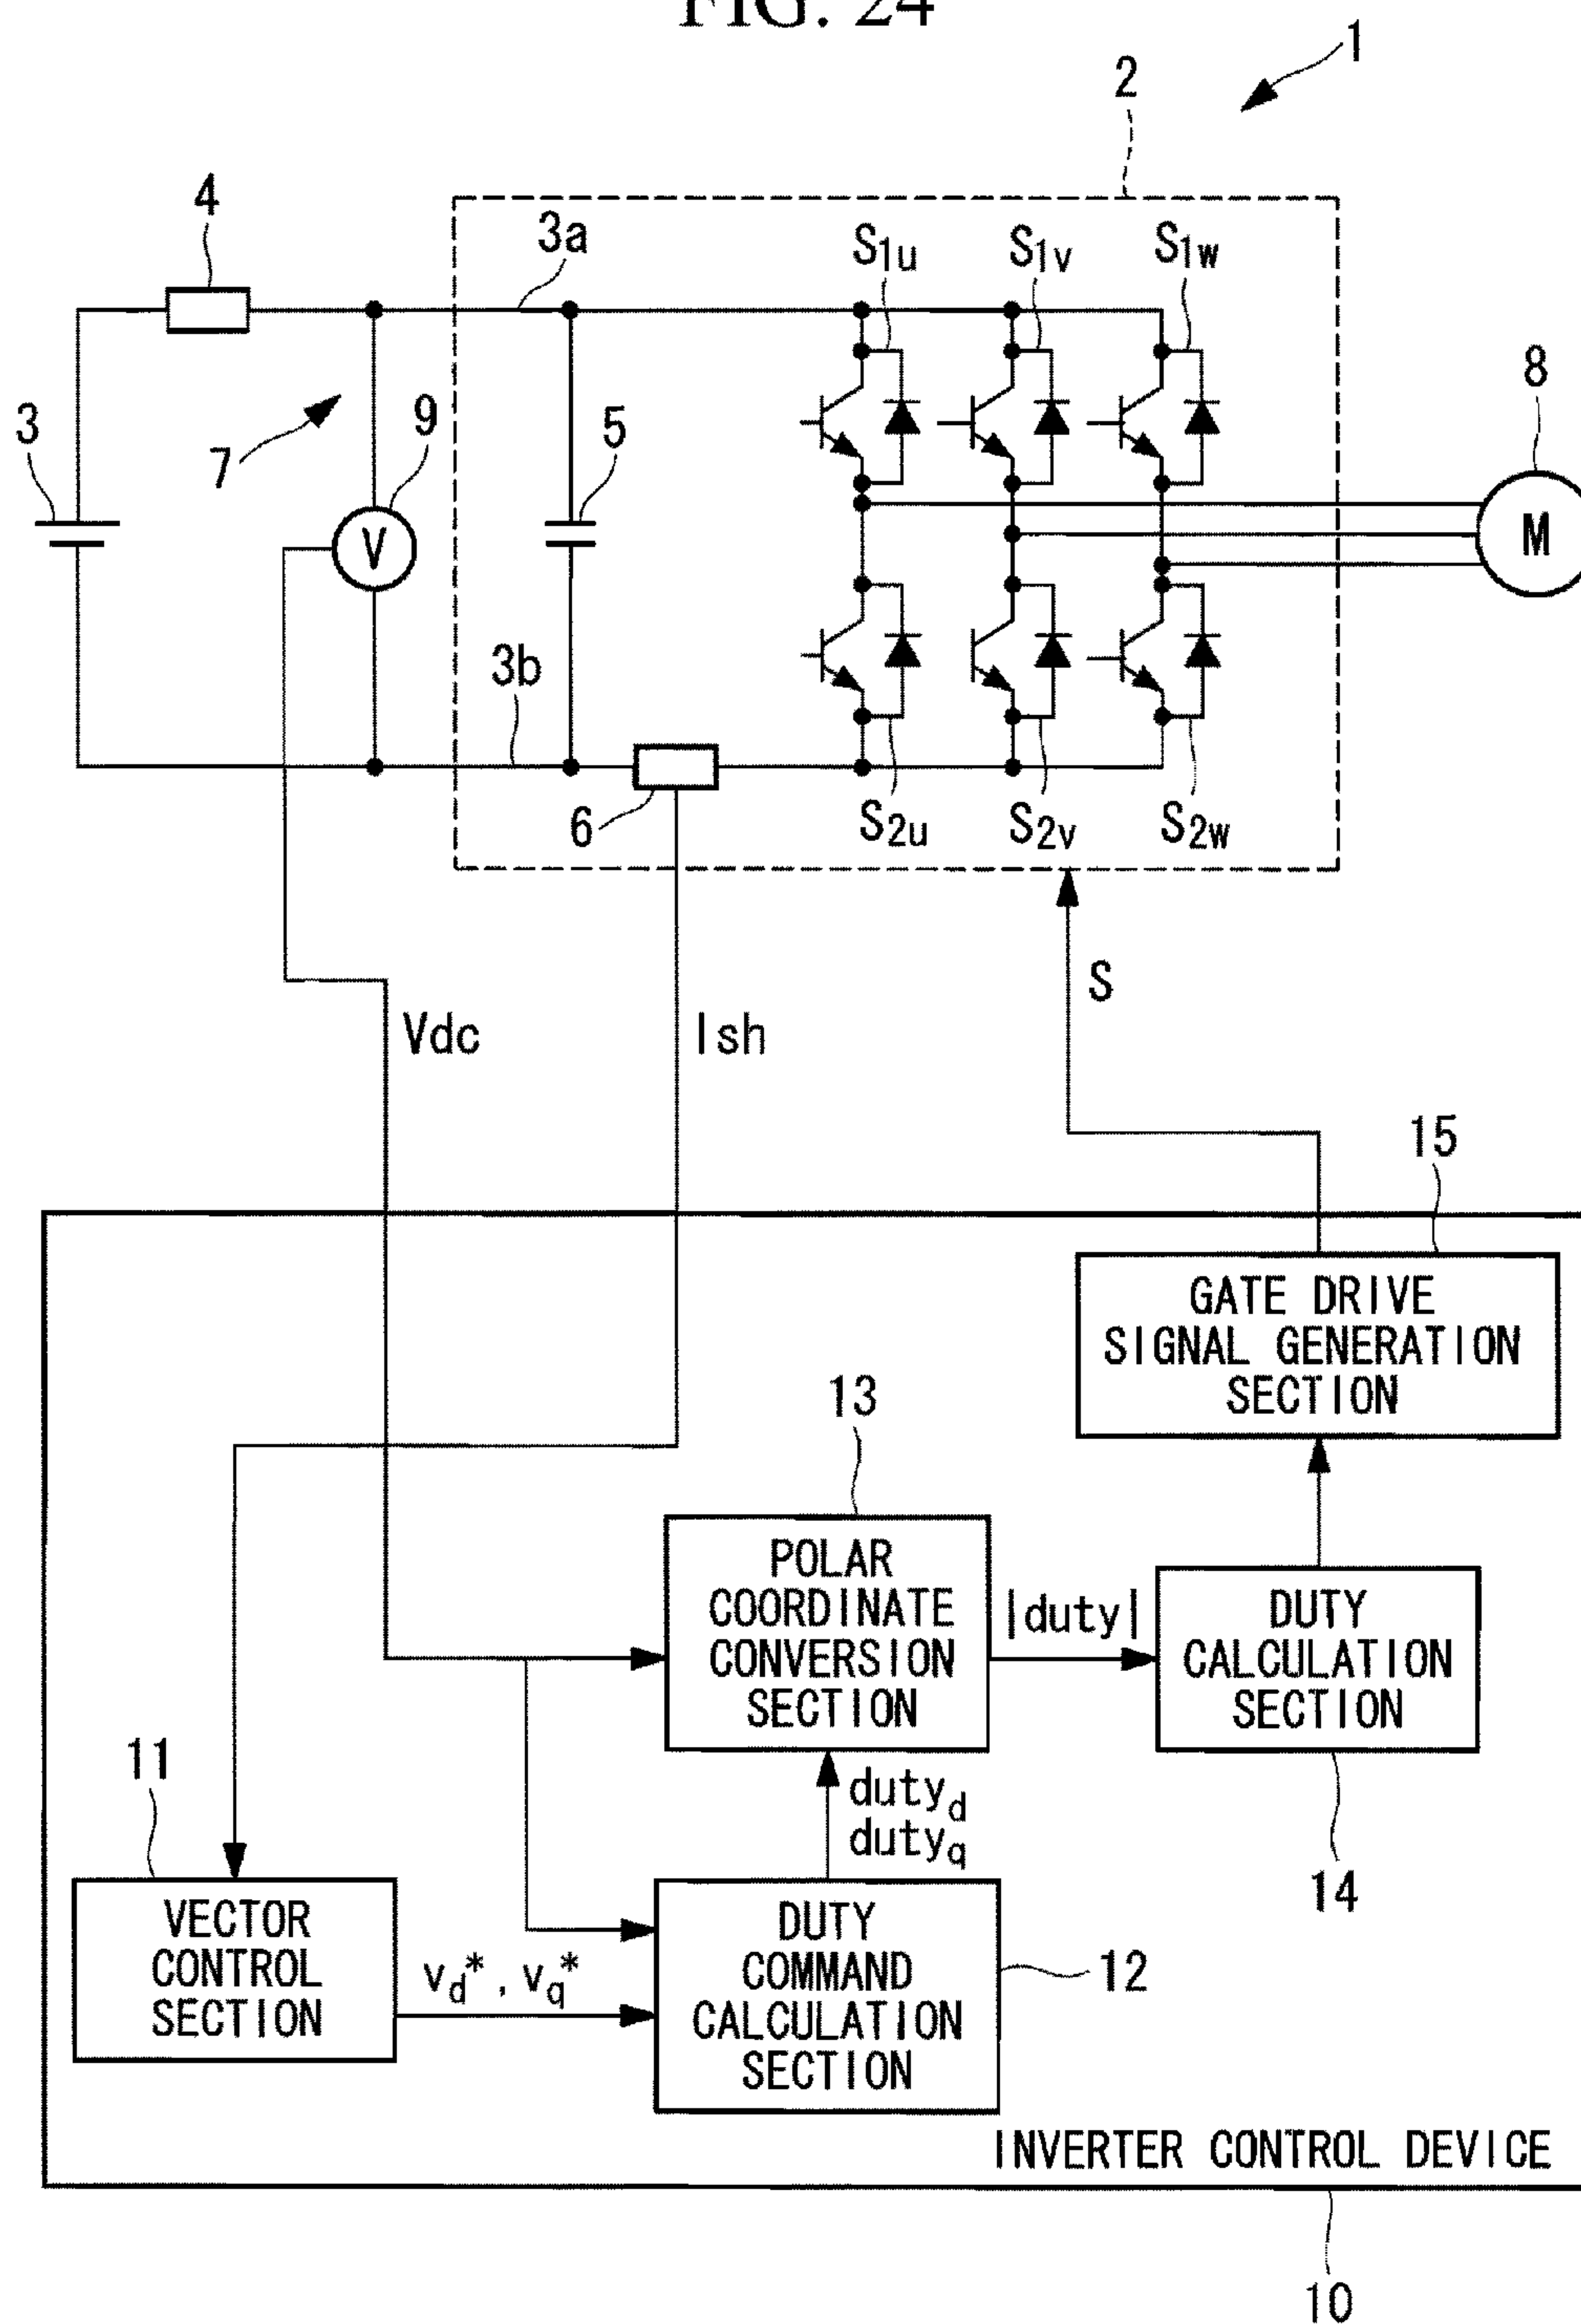 FIG. 24
1
2
4
3a
S1u
S1v
S1w
8
3
7
9
5
V
M
3b
6
S2u
S2v
S2w
S
Vdc
Ish
15
GATE DRIVE
SIGNAL GENERATION
SECTION
13
POLAR
COORDINATE
CONVERSION
SECTION
|duty|
DUTY
CALCULATION
SECTION
11
dutyd
dutyq
14
VECTOR
CONTROL
SECTION
vd*, vq*
DUTY
COMMAND
CALCULATION
SECTION
12
INVERTER CONTROL DEVICE
10